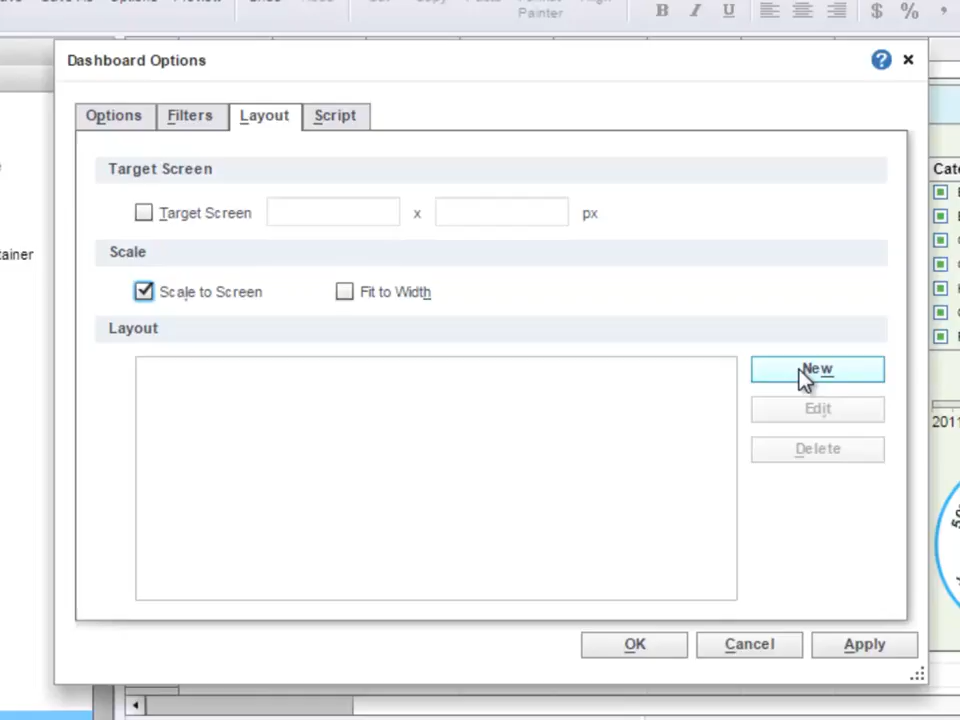 Painter
B I U $ % ,
Dashboard Options
? ×
Options Filters Layout Script
Target Screen
Target Screen x px
Scale
Scale to Screen Fit to Width
Layout
New
Edit
Delete
OK Cancel Apply
tainer
Cate
2011